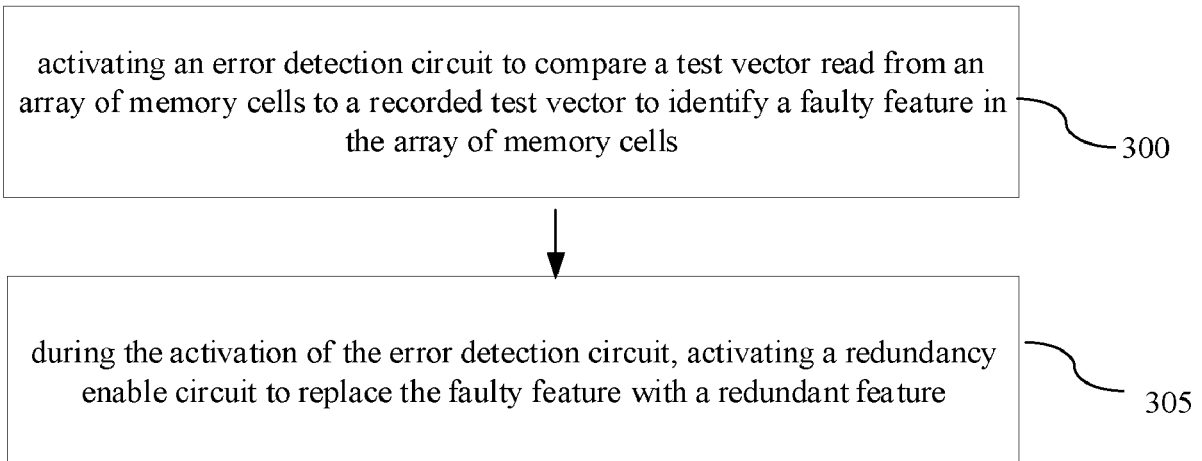 activating an error detection circuit to compare a test vector read from an
array of memory cells to a recorded test vector to identify a faulty feature in
the array of memory cells
300
during the activation of the error detection circuit, activating a redundancy
enable circuit to replace the faulty feature with a redundant feature
305